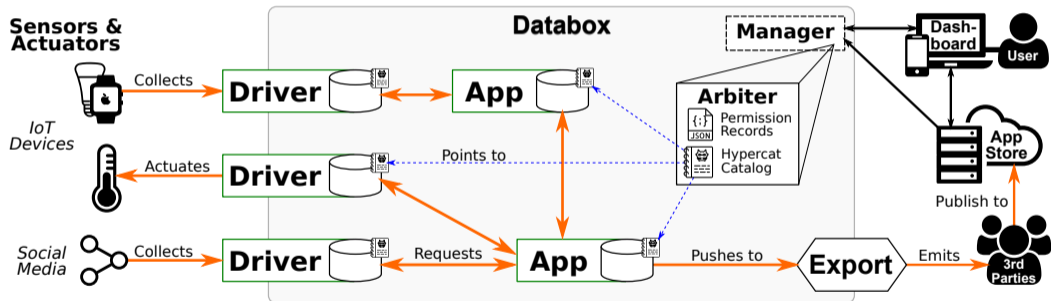 Sensors &
Actuators
Databox
Manager
Dash-
board
User
Collects
Driver
App
Arbiter
{:}
JSON
Permission
Records
Hypercat
Catalog
IoT
Devices
Points to
App
Store
Actuates
Driver
Publish to
Social
Media
Collects
Driver
Requests
App
Pushes to
Export
Emits
3rd
Parties